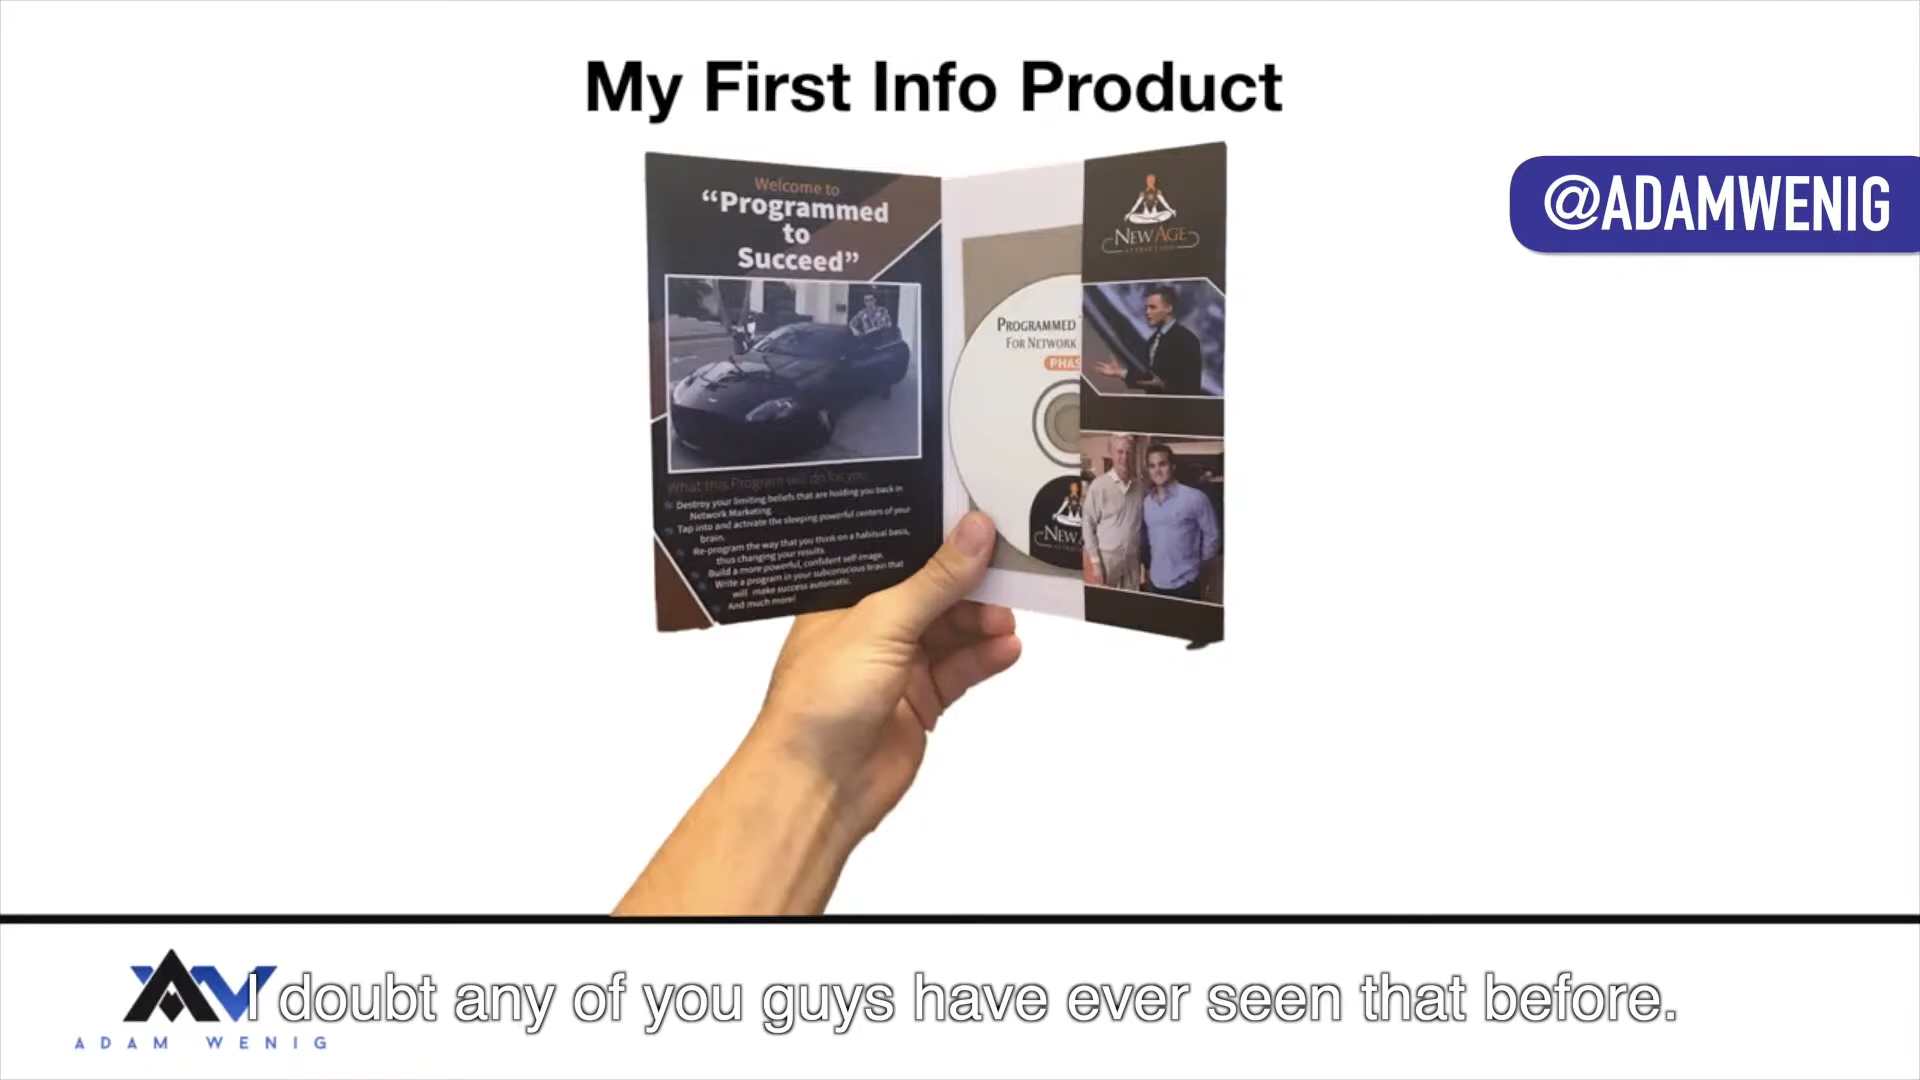 My First Info Product
@ADAMWENIG
Welcome to
“Programmed
to
Succeed”
What this Program will do for you
Destroy your limiting beliefs that are holding you back in
Network Marketing.
Tap into and activate the sleeping powerful centers of your
brain.
Re-program the way that you think on a habitual basis,
thus changing your results.
Build a more powerful, confident self-image.
Write a program in your subconscious brain that
will make success automatic.
And much more!
PROGRAMMED
FOR NETWORK
PHAS
NEW
NEW AGE
ATTRACTION
I doubt any of you guys have ever seen that before.
ADAM WENIG